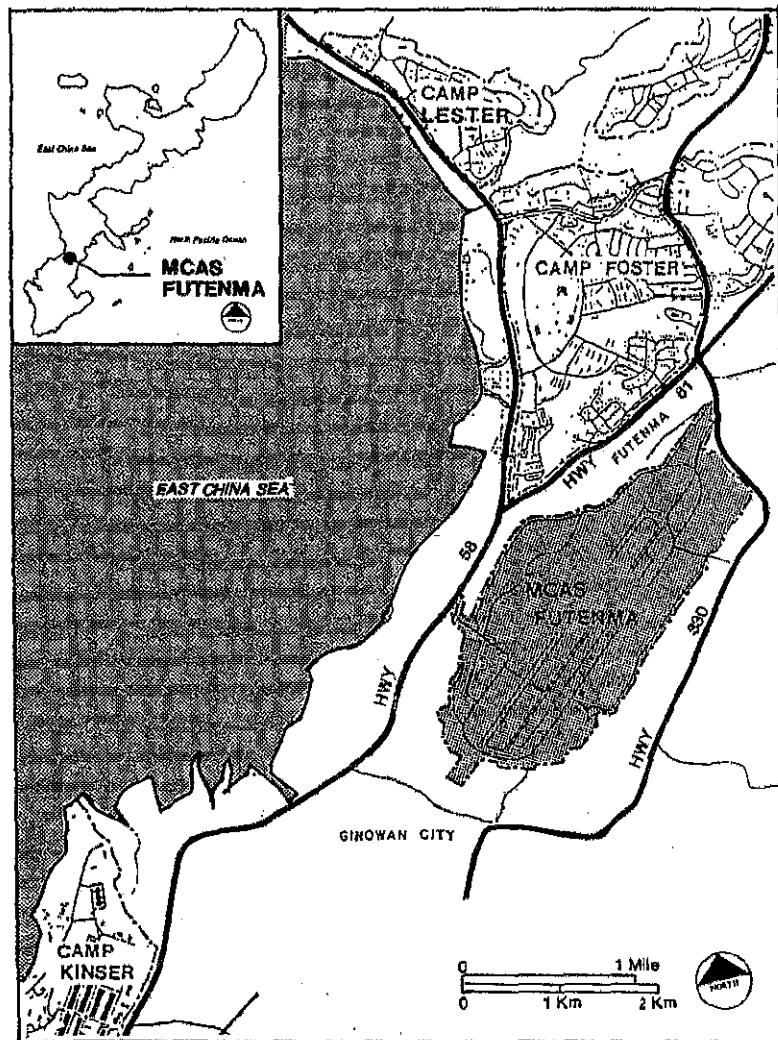 East China Sea
North Pacific Ocean
MCAS
FUTENMA
CAMP
LESTER
CAMP FOSTER
EAST CHINA SEA
HWY 81
FUTENMA
HWY 58
MCAS
FUTENMA
HWY 330
GINOWAN CITY
CAMP
KINSER
0 1 Mile
0 1 Km 2 Km
NORTH